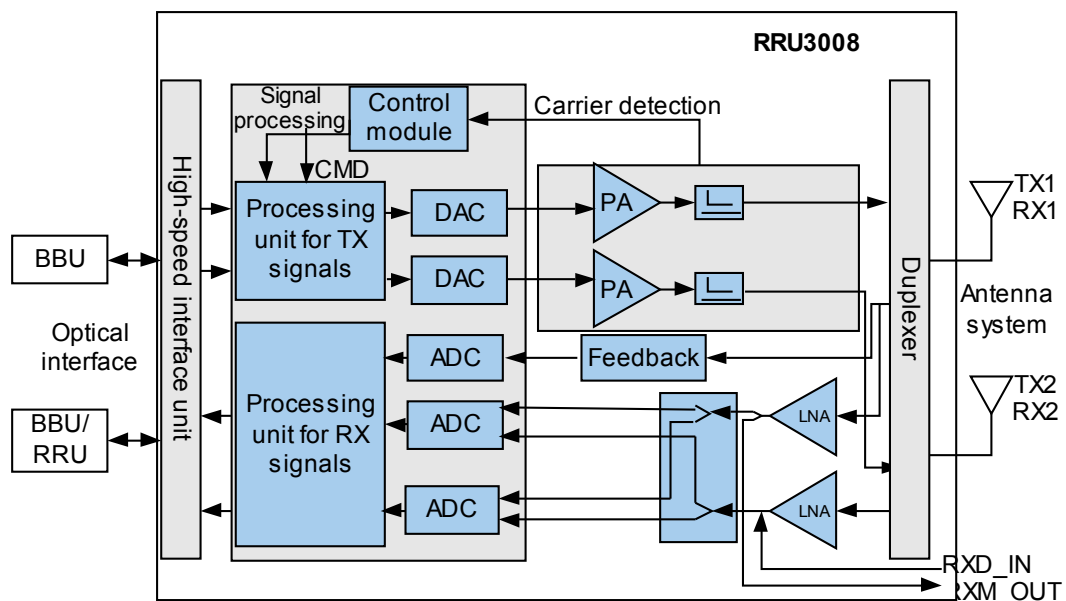 RRU3008
Signal
processing
Control
module
Carrier detection
CMD
High-speed interface unit
Processing
unit for TX
signals
DAC
DAC
PA
PA
TX1
RX1
BBU
Duplexer
Optical
interface
Antenna
system
ADC
Feedback
Processing
unit for RX
signals
ADC
ADC
LNA
LNA
TX2
RX2
BBU/
RRU
RXD_IN
RXM_OUT